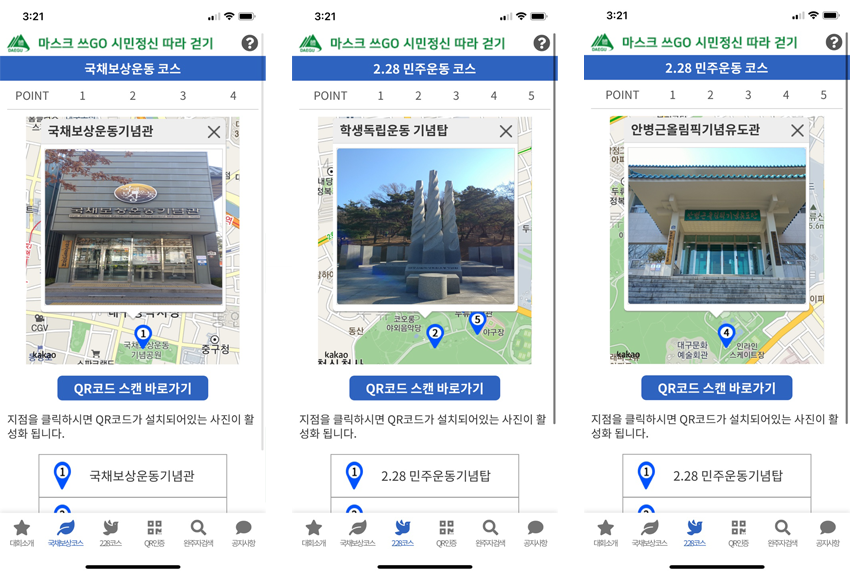 3:21
DAEGU
마스크 쓰GO 시민정신 따라 걷기
?
국채보상운동 코스
POINT 1 2 3 4
국채보상운동기념관
국채보상운동기념관
CGV
1
국채보상운동
기념공원
중구청
kakao
QR코드 스캔 바로가기
지점을 클릭하시면 QR코드가 설치되어있는 사진이 활
성화 됩니다.
1 국채보상운동기념관
대회소개 국채보상코스 2.28코스 QR인증 완주자검색 공지사항
3:21
DAEGU
마스크 쓰GO 시민정신 따라 걷기
?
2.28 민주운동 코스
POINT 1 2 3 4 5
학생독립운동 기념탑
코오롱
야외음악당
5
2
동산
야구장
kakao
QR코드 스캔 바로가기
지점을 클릭하시면 QR코드가 설치되어있는 사진이 활
성화 됩니다.
1 2.28 민주운동기념탑
대회소개 국채보상코스 2.28코스 QR인증 완주자검색 공지사항
3:21
DAEGU
마스크 쓰GO 시민정신 따라 걷기
?
2.28 민주운동 코스
POINT 1 2 3 4 5
안병근올림픽기념유도관
4
대구문화
예술회관
인라인
스케이트장
kakao
QR코드 스캔 바로가기
지점을 클릭하시면 QR코드가 설치되어있는 사진이 활
성화 됩니다.
1 2.28 민주운동기념탑
대회소개 국채보상코스 2.28코스 QR인증 완주자검색 공지사항